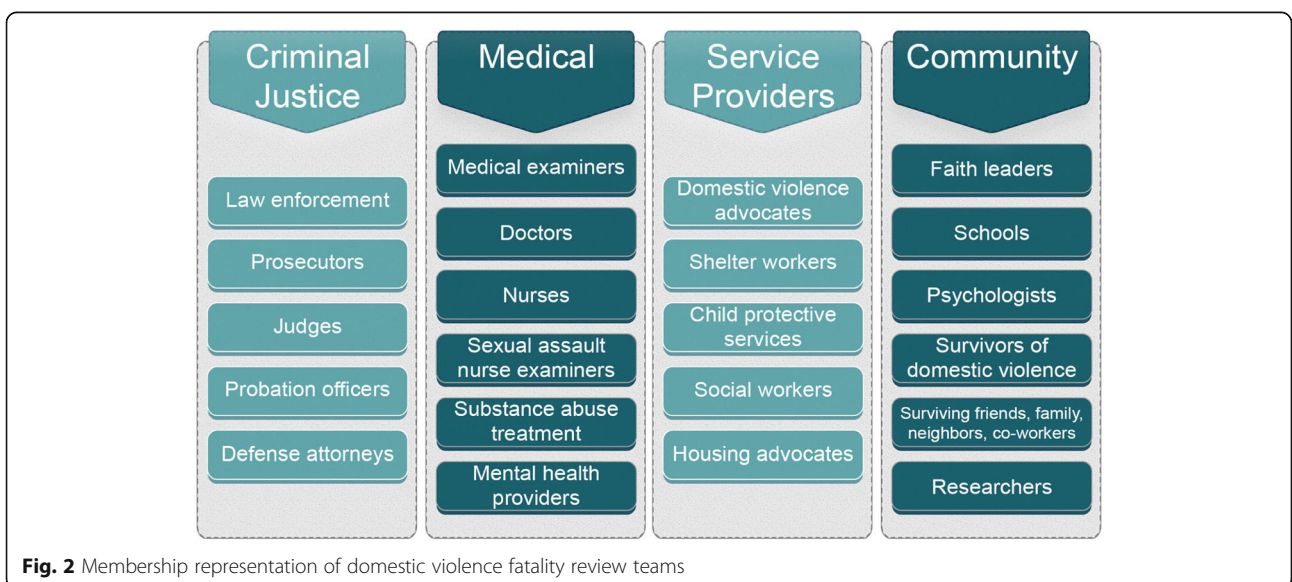 Criminal
Justice
Law enforcement
Prosecutors
Judges
Probation officers
Defense attorneys
Medical
Medical examiners
Doctors
Nurses
Sexual assault
nurse examiners
Substance abuse
treatment
Mental health
providers
Service
Providers
Domestic violence
advocates
Shelter workers
Child protective
services
Social workers
Housing advocates
Community
Faith leaders
Schools
Psychologists
Survivors of
domestic violence
Surviving friends, family,
neighbors, co-workers
Researchers
Fig. 2 Membership representation of domestic violence fatality review teams